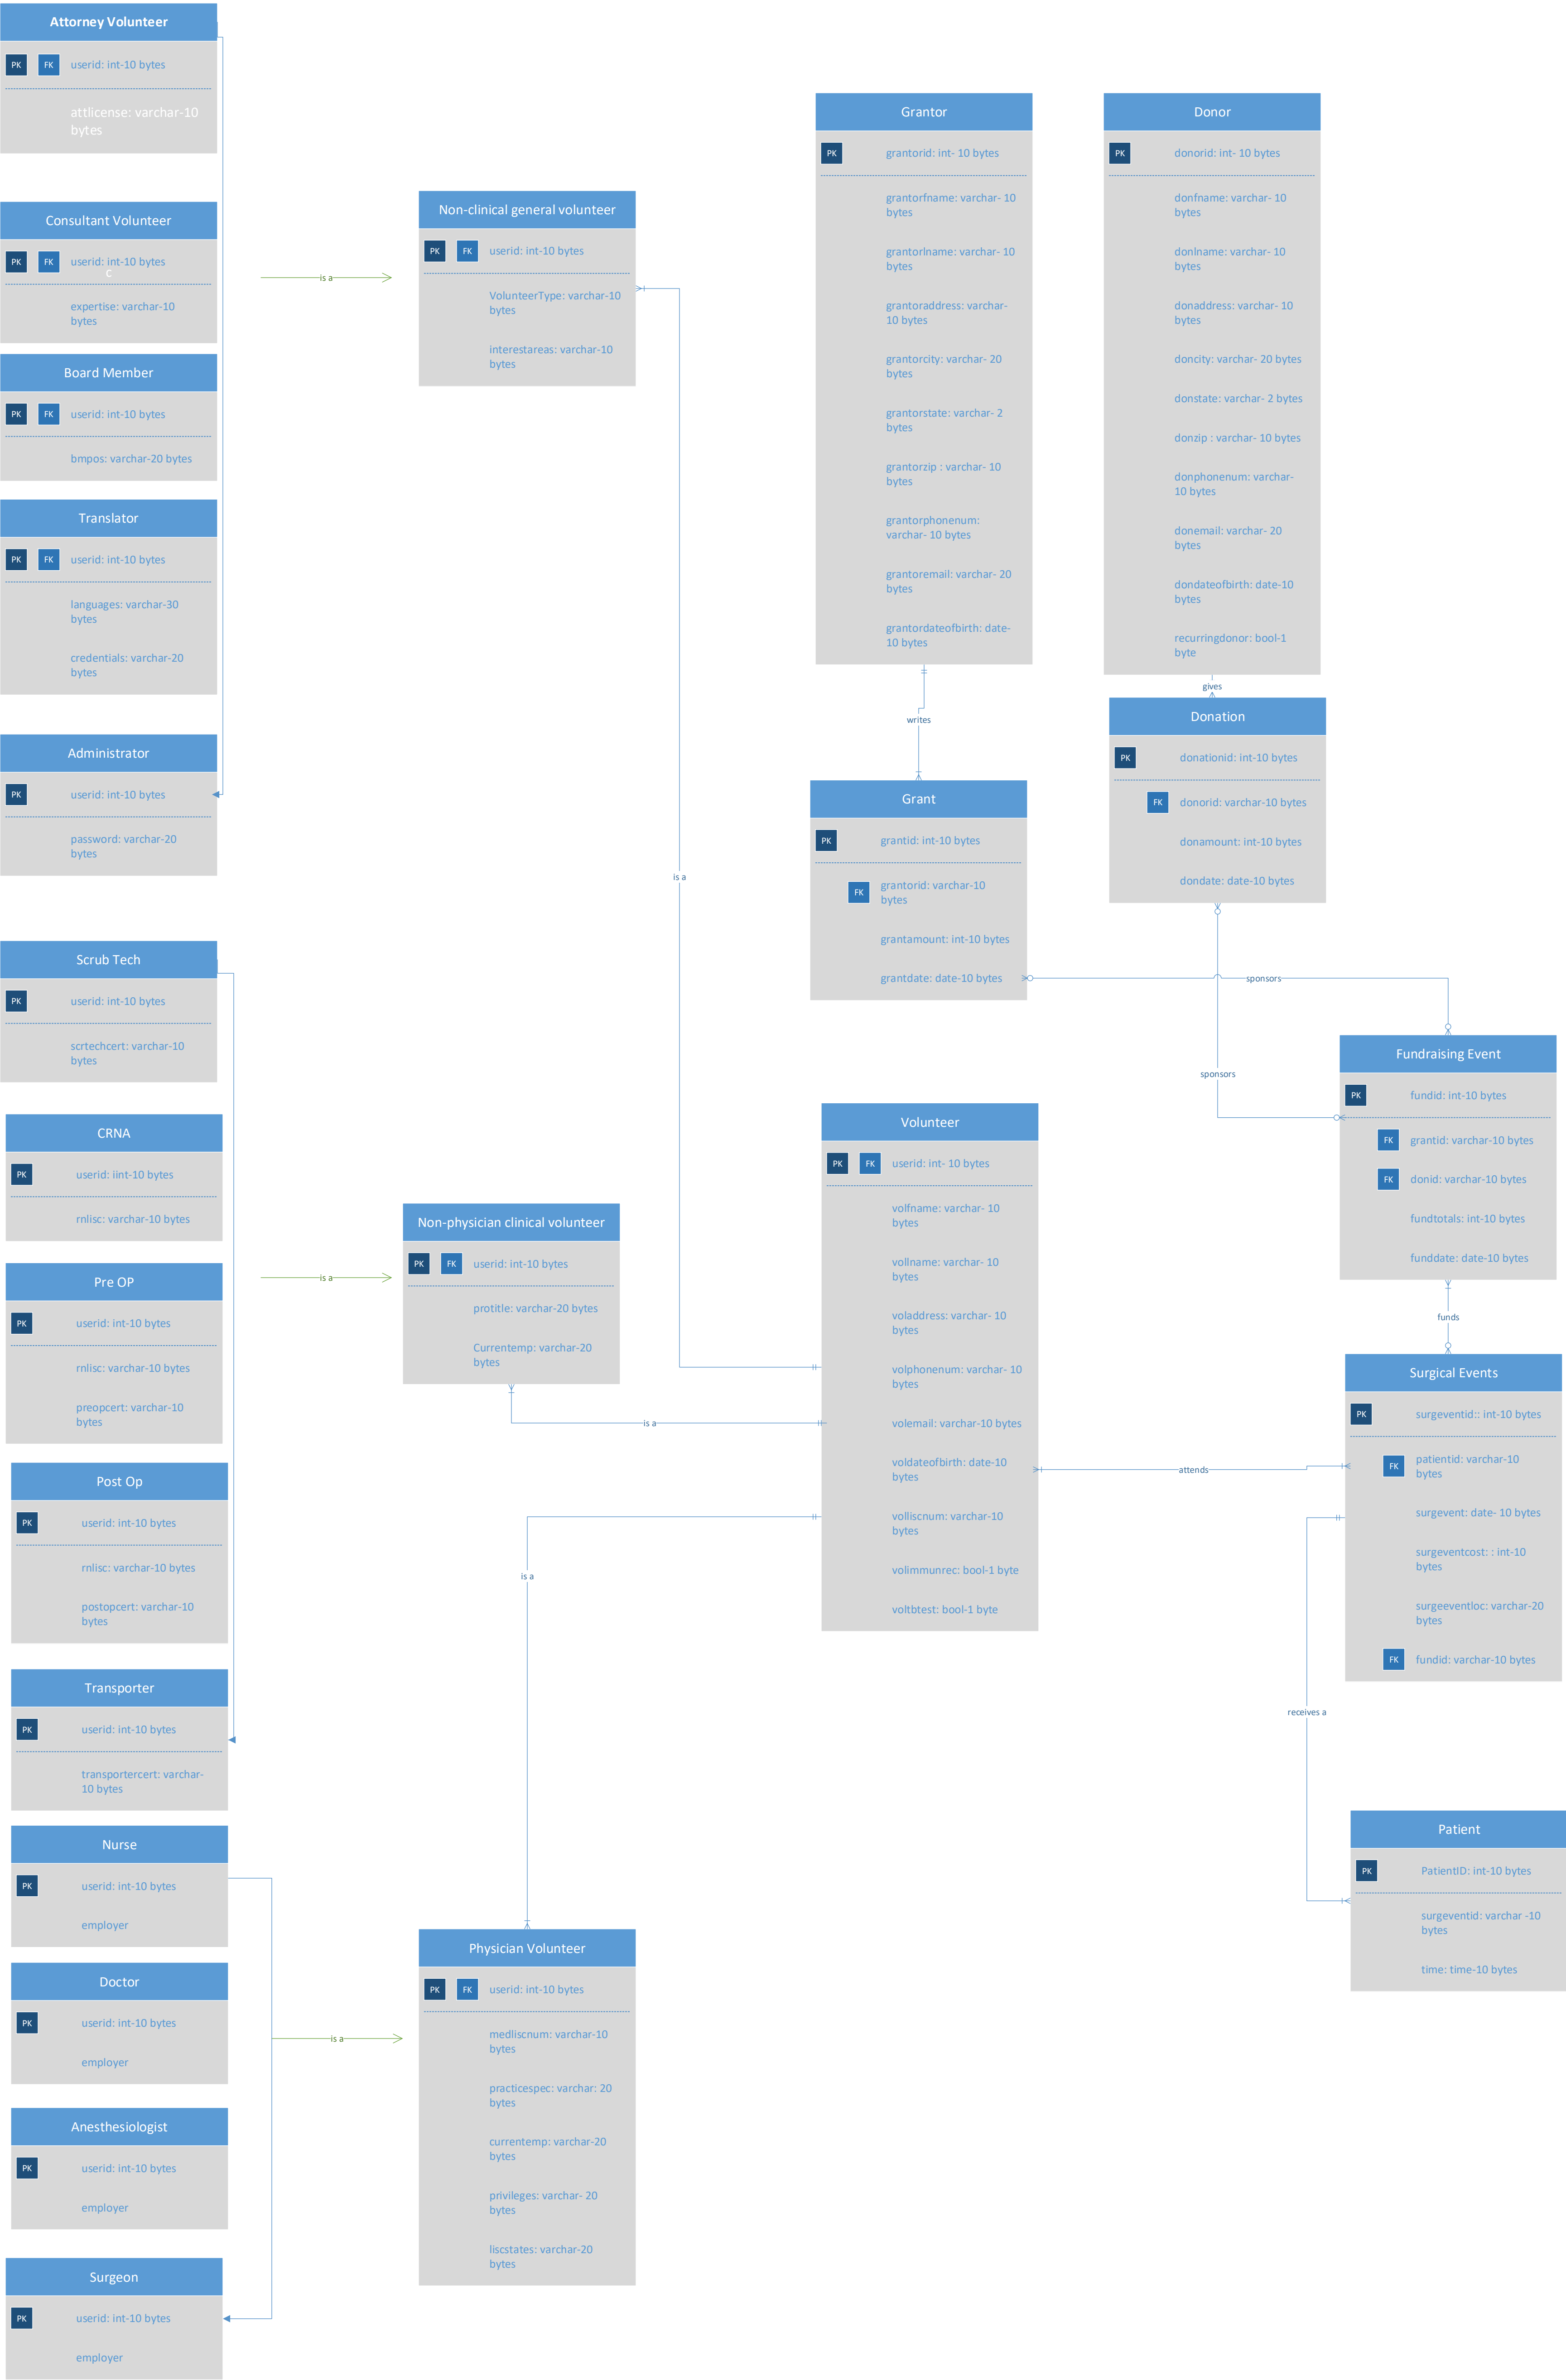 Attorney Volunteer
PK FK userid: int-10 bytes
attlicense: varchar-10
bytes
Consultant Volunteer
PK FK userid: int-10 bytes
C
expertise: varchar-10
bytes
Board Member
PK FK userid: int-10 bytes
bmpos: varchar-20 bytes
Translator
PK FK userid: int-10 bytes
languages: varchar-30
bytes
credentials: varchar-20
bytes
Administrator
PK userid: int-10 bytes
password: varchar-20
bytes
Scrub Tech
PK userid: int-10 bytes
scrtechcert: varchar-10
bytes
CRNA
PK userid: iint-10 bytes
rnlisc: varchar-10 bytes
Pre OP
PK userid: int-10 bytes
rnlisc: varchar-10 bytes
preopcert: varchar-10
bytes
Post Op
PK userid: int-10 bytes
rnlisc: varchar-10 bytes
postopcert: varchar-10
bytes
Transporter
PK userid: int-10 bytes
transportercert: varchar-
10 bytes
Nurse
PK userid: int-10 bytes
employer
Doctor
PK userid: int-10 bytes
employer
Anesthesiologist
PK userid: int-10 bytes
employer
Surgeon
PK userid: int-10 bytes
employer
is a
is a
is a
Non-clinical general volunteer
PK FK userid: int-10 bytes
VolunteerType: varchar-10
bytes
interestareas: varchar-10
bytes
Non-physician clinical volunteer
PK FK userid: int-10 bytes
protitle: varchar-20 bytes
Currentemp: varchar-20
bytes
Physician Volunteer
PK FK userid: int-10 bytes
medliscnum: varchar-10
bytes
practicespec: varchar: 20
bytes
currentemp: varchar-20
bytes
privileges: varchar- 20
bytes
liscstates: varchar-20
bytes
is a
is a
is a
Grantor
PK grantorid: int- 10 bytes
grantorfname: varchar- 10
bytes
grantorlname: varchar- 10
bytes
grantoraddress: varchar-
10 bytes
grantorcity: varchar- 20
bytes
grantorstate: varchar- 2
bytes
grantorzip : varchar- 10
bytes
grantorphonenum:
varchar- 10 bytes
grantoremail: varchar- 20
bytes
grantordateofbirth: date-
10 bytes
writes
Grant
PK grantid: int-10 bytes
FK grantorid: varchar-10
bytes
grantamount: int-10 bytes
grantdate: date-10 bytes
Donor
PK donorid: int- 10 bytes
donfname: varchar- 10
bytes
donlname: varchar- 10
bytes
donaddress: varchar- 10
bytes
doncity: varchar- 20 bytes
donstate: varchar- 2 bytes
donzip : varchar- 10 bytes
donphonenum: varchar-
10 bytes
donemail: varchar- 20
bytes
dondateofbirth: date-10
bytes
recurringdonor: bool-1
byte
gives
Donation
PK donationid: int-10 bytes
FK donorid: varchar-10 bytes
donamount: int-10 bytes
dondate: date-10 bytes
sponsors
sponsors
Volunteer
PK FK userid: int- 10 bytes
volfname: varchar- 10
bytes
vollname: varchar- 10
bytes
voladdress: varchar- 10
bytes
volphonenum: varchar- 10
bytes
volemail: varchar-10 bytes
voldateofbirth: date-10
bytes
volliscnum: varchar-10
bytes
volimmunrec: bool-1 byte
voltbtest: bool-1 byte
attends
Fundraising Event
PK fundid: int-10 bytes
FK grantid: varchar-10 bytes
FK donid: varchar-10 bytes
fundtotals: int-10 bytes
funddate: date-10 bytes
funds
Surgical Events
PK surgeventid:: int-10 bytes
FK patientid: varchar-10
bytes
surgevent: date- 10 bytes
surgeventcost: : int-10
bytes
surgeeventloc: varchar-20
bytes
FK fundid: varchar-10 bytes
receives a
Patient
PK PatientID: int-10 bytes
surgeventid: varchar -10
bytes
time: time-10 bytes